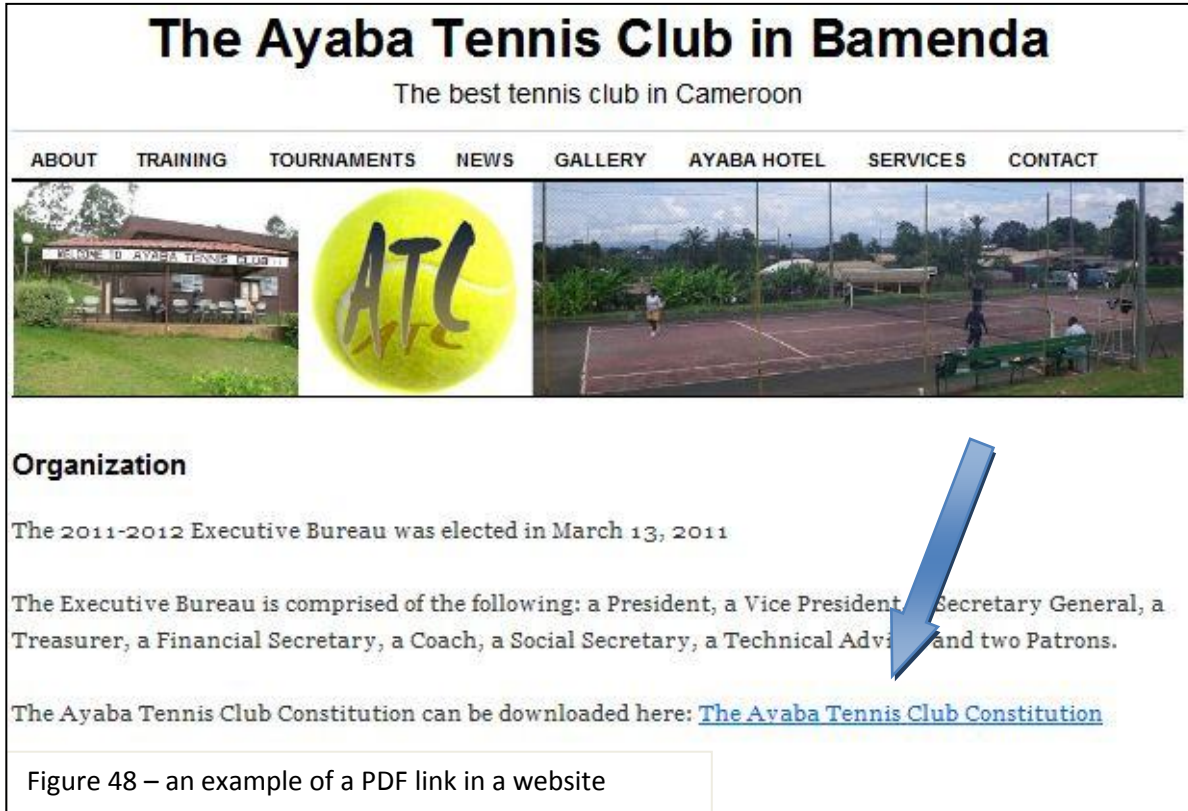 The Ayaba Tennis Club in Bamenda
The best tennis club in Cameroon
ABOUT TRAINING TOURNAMENTS NEWS GALLERY AYABA HOTEL SERVICES CONTACT
WELCOME TO AYABA TENNIS CLUB
ATC
ATC
Organization
The 2011-2012 Executive Bureau was elected in March 13, 2011
The Executive Bureau is comprised of the following: a President, a Vice President, Secretary General, a
Treasurer, a Financial Secretary, a Coach, a Social Secretary, a Technical and two Patrons.
The Ayaba Tennis Club Constitution can be downloaded here: The Ayaba Tennis Club Constitution
Figure 48 – an example of a PDF link in a website